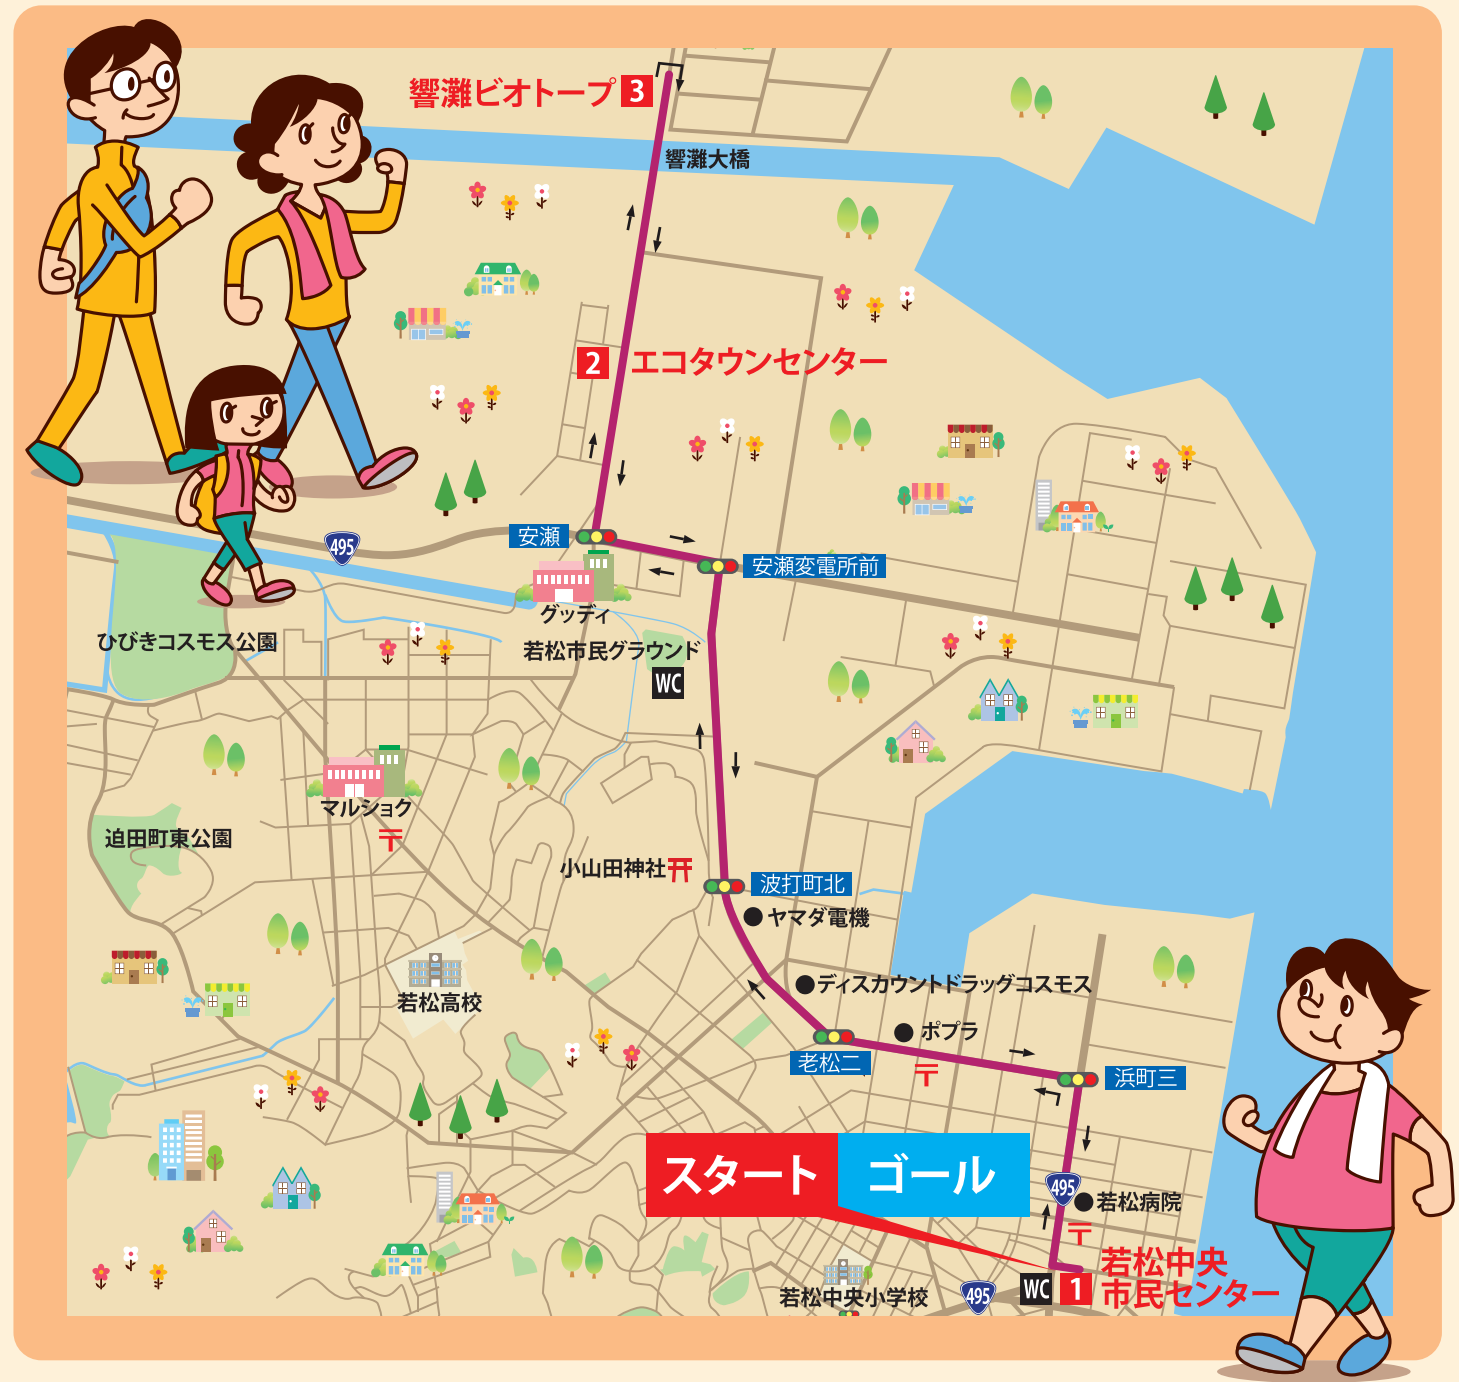 響灘ビオトープ 3
響灘大橋
2 エコタウンセンター
安瀬
495
安瀬変電所前
グッディ
ひびきコスモス公園
若松市民グラウンド
WC
マルショク
〒
迫田町東公園
小山田神社
波打町北
ヤマダ電機
ディスカウントドラッグコスモス
若松高校
ポプラ
老松二
〒
浜町三
スタート ゴール
495
若松病院
〒
若松中央
市民センター
WC 1
495
若松中央小学校